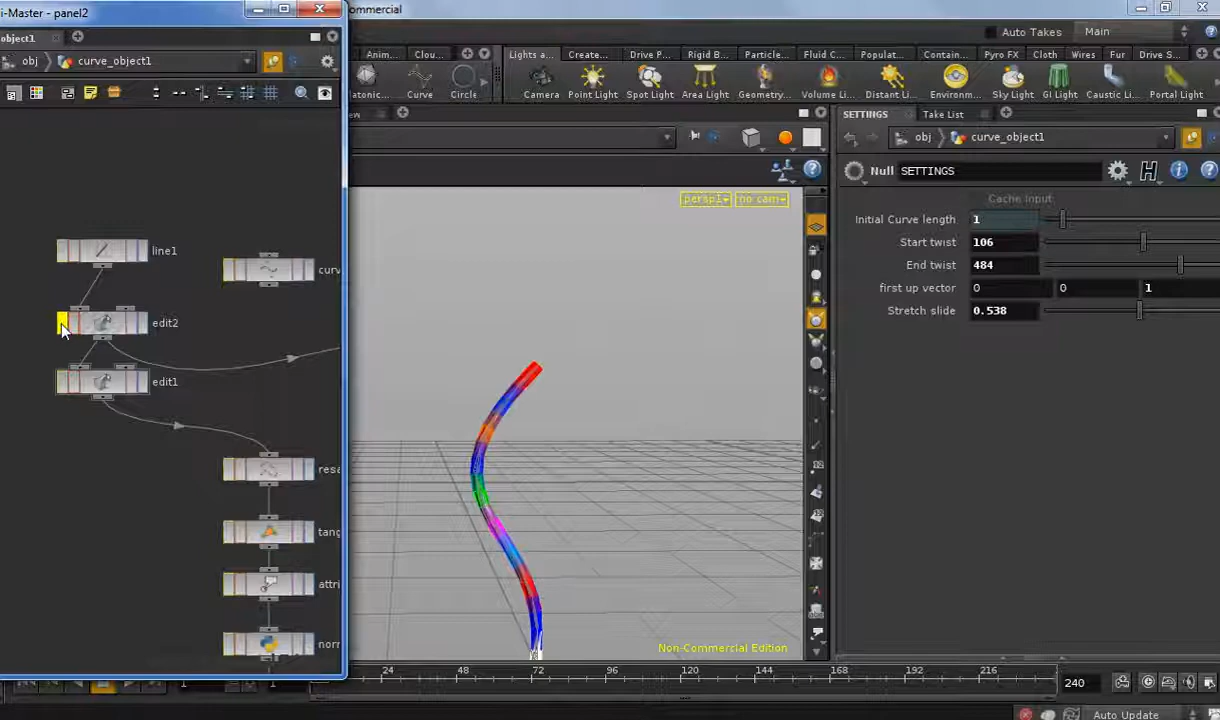 i-Master - panel2
Commercial
object1
Auto Takes
Main
obj
curve_object1
Anim...
Clou...
Lights a...
Create...
Drive P...
Rigid B...
Particle...
Fluid C...
Populat...
Contain...
Pyro FX
Cloth
Wires
Fur
Drive S...
Curve
Circle
Camera
Point Light
Spot Light
Area Light
Geometry...
Volume Li...
Distant Li...
Environm...
Sky Light
GI Light
Caustic Li...
Portal Light
SETTINGS
Take List
obj
curve_object1
Null
SETTINGS
persp1
no cam
Cache Input
Initial Curve length
1
Start twist
106
End twist
484
first up vector
0
0
1
Stretch slide
0.538
line1
curv
edit2
edit1
resa
tang
attri
norr
Non-Commercial Edition
1
1
24
48
72
96
120
144
168
192
216
240
Auto Update